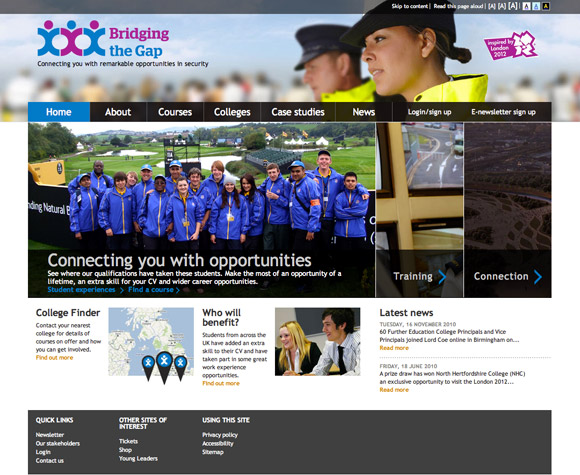 Skip to content | Read this page aloud | [A] [A] [A] A A A
Bridging
the Gap
Connecting you with remarkable opportunities in security
inspired by
London
2012
Home About Courses Colleges Case studies News Login/sign up E-newsletter sign up
nding Natural B
Connecting you with opportunities
See where our qualifications have taken these students. Make the most of an opportunity of a
lifetime, an extra skill for your CV and wider career opportunities.
Student experiences > Find a course >
Training >
Connection >
College Finder
Contact your nearest
college for details of
courses on offer and how
you can get involved.
Find out more
Who will
benefit?
Students from across the
UK have added an extra
skill to their CV and have
taken part in some great
work experience
opportunities.
Find out more
Latest news
TUESDAY, 16 NOVEMBER 2010
60 Further Education College Principals and Vice
Principals joined Lord Coe online in Birmingham on...
Read more
FRIDAY, 18 JUNE 2010
A prize draw has won North Hertfordshire College (NHC)
an exclusive opportunity to visit the London 2012...
Read more
QUICK LINKS
Newsletter
Our stakeholders
Login
Contact us
OTHER SITES OF
INTEREST
Tickets
Shop
Young Leaders
USING THIS SITE
Privacy policy
Accessibility
Sitemap